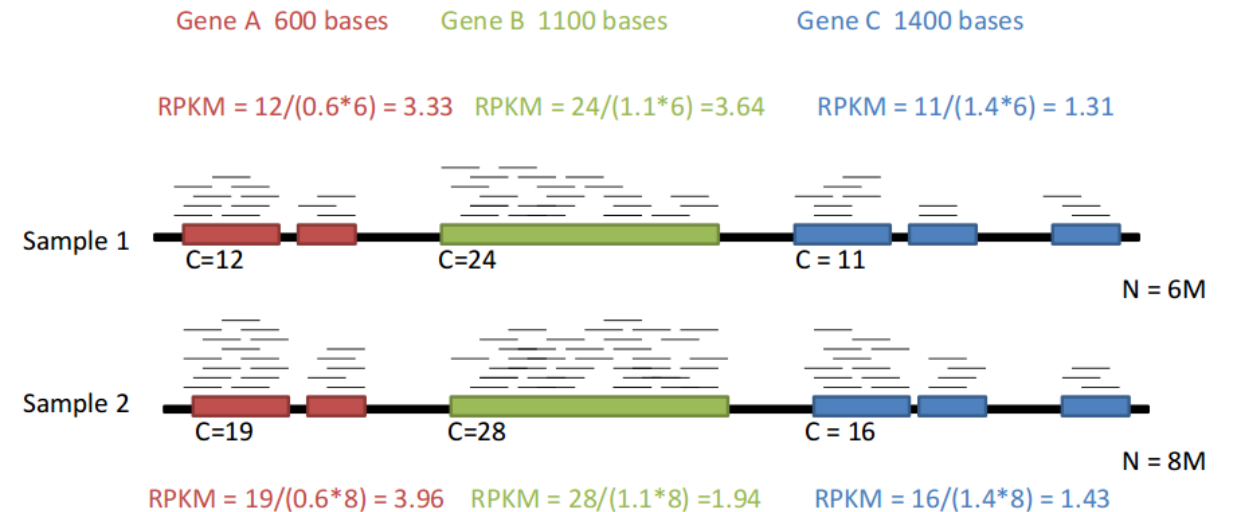 Gene A 600 bases
Gene B 1100 bases
Gene C 1400 bases
RPKM = 12/(0.6*6) = 3.33
RPKM = 24/(1.1*6) =3.64
RPKM = 11/(1.4*6) = 1.31
Sample 1
C=12
C=24
C = 11
N = 6M
Sample 2
C=19
C=28
C = 16
N = 8M
RPKM = 19/(0.6*8) = 3.96
RPKM = 28/(1.1*8) =1.94
RPKM = 16/(1.4*8) = 1.43